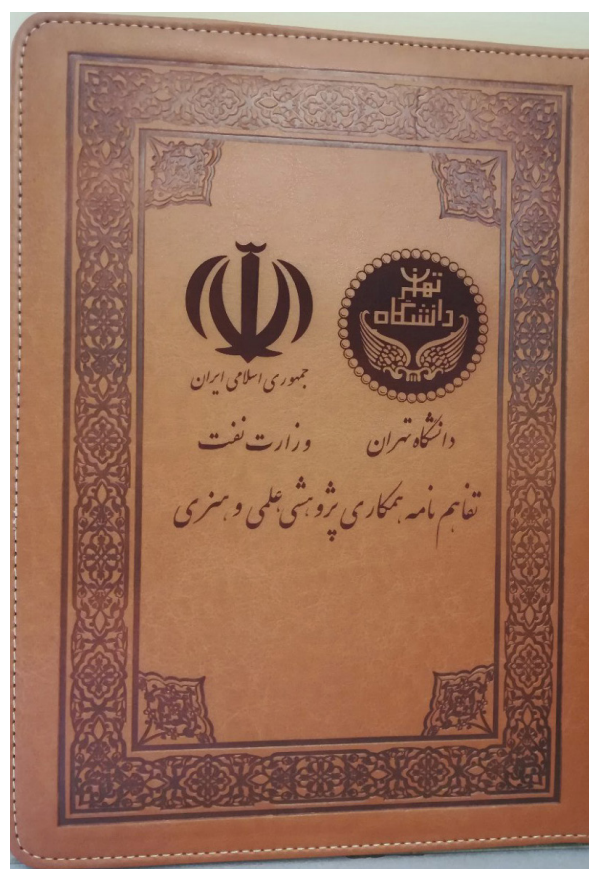 دانشگاه تهران
جمهوری اسلامی ایران
دانشگاه تهران
وزارت نفت
تفاهم نامه همکاری پژوهشی علمی و هنری